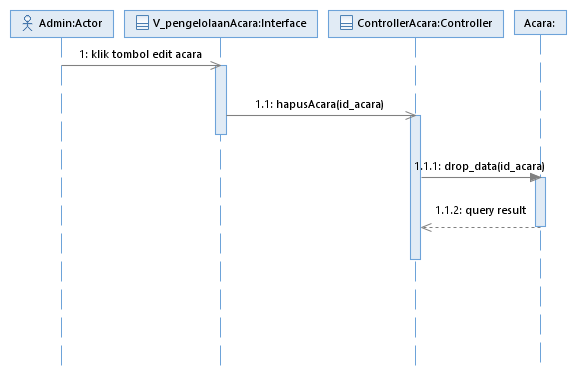 Admin:Actor
V_pengelolaanAcara:Interface
ControllerAcara:Controller
Acara:
1: klik tombol edit acara
1.1: hapusAcara(id_acara)
1.1.1: drop_data(id_acara)
1.1.2: query result